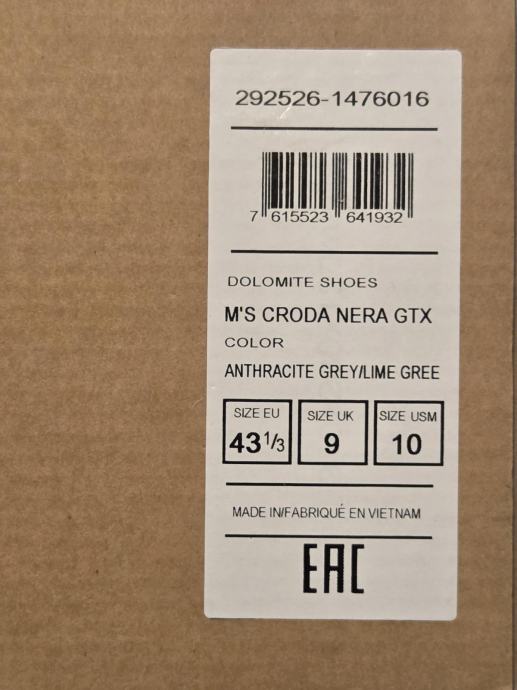 292526-1476016
7 615523 641932
DOLOMITE SHOES
M'S CRODA NERA GTX
COLOR
ANTHRACITE GREY/LIME GREE
SIZE EU SIZE UK SIZE USM
43 1/3 9 10
MADE IN/FABRIQUÉ EN VIETNAM
EAC